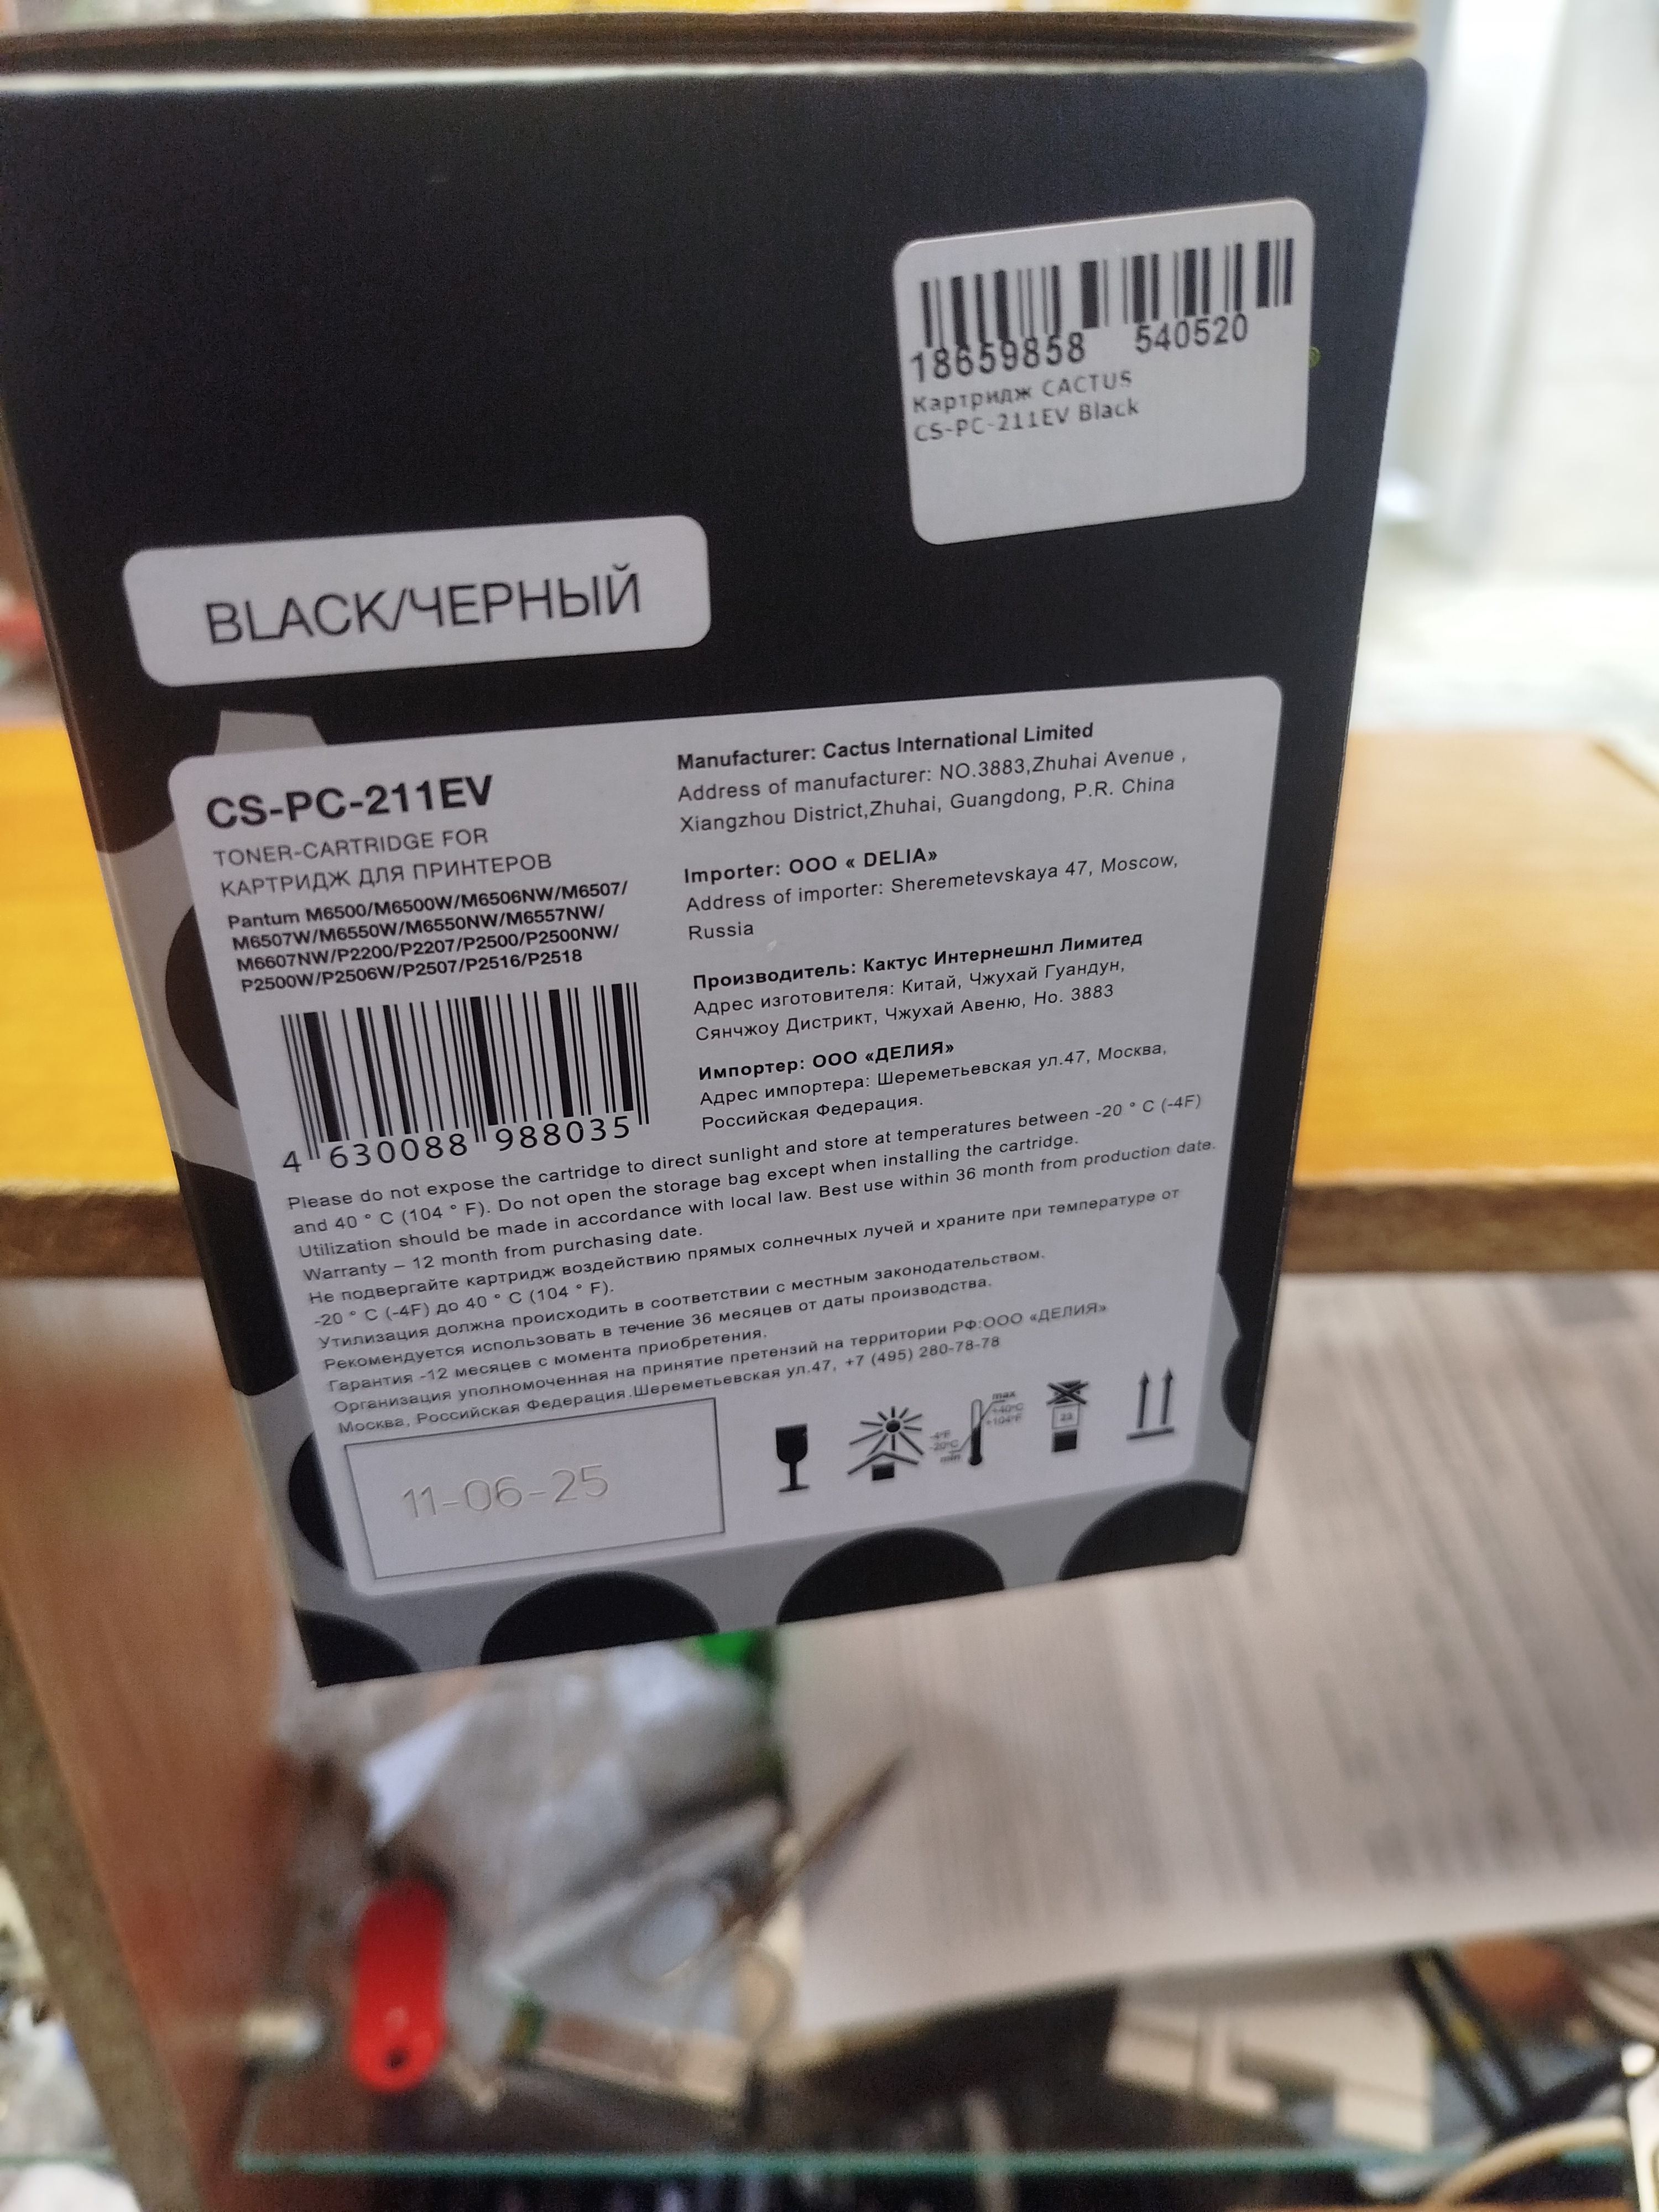 18659858 540520
Картридж CACTUS
CS-PC-211EV Black
BLACK/ЧЕРНЫЙ
CS-PC-211EV
TONER-CARTRIDGE FOR
КАРТРИДЖ ДЛЯ ПРИНТЕРОВ
Pantum M6500/M6500W/M6506NW/M6507/
M6507W/M6550W/M6550NW/M6557NW/
M6607NW/P2200/P2207/P2500/P2500NW/
P2500W/P2506W/P2507/P2516/P2518
4 630088 988035
Manufacturer: Cactus International Limited
Address of manufacturer: NO.3883,Zhuhai Avenue ,
Xiangzhou District,Zhuhai, Guangdong, P.R. China
Importer: OOO « DELIA»
Address of importer: Sheremetevskaya 47, Moscow,
Russia
Производитель: Кактус Интернешнл Лимитед
Адрес изготовителя: Китай, Чжухай Гуандун,
Сянчжоу Дистрикт, Чжухай Авеню, Но. 3883
Импортер: ООО «ДЕЛИЯ»
Адрес импортера: Шереметьевская ул.47, Москва,
Российская Федерация.
Please do not expose the cartridge to direct sunlight and store at temperatures between -20 ° C (-4F)
and 40 ° C (104 ° F). Do not open the storage bag except when installing the cartridge.
Utilization should be made in accordance with local law. Best use within 36 month from production date.
Warranty – 12 month from purchasing date.
Не подвергайте картридж воздействию прямых солнечных лучей и храните при температуре от
-20 ° C (-4F) до 40 ° C (104 ° F).
Утилизация должна происходить в соответствии с местным законодательством.
Рекомендуется использовать в течение 36 месяцев от даты производства.
Гарантия -12 месяцев с момента приобретения.
Организация уполномоченная на принятие претензий на территории РФ:ООО «ДЕЛИЯ»
Москва, Российская Федерация.Шереметьевская ул.47, +7 (495) 280-78-78
max
+40°C
+104°F
-4°F
-20°C
min
23
11-06-25